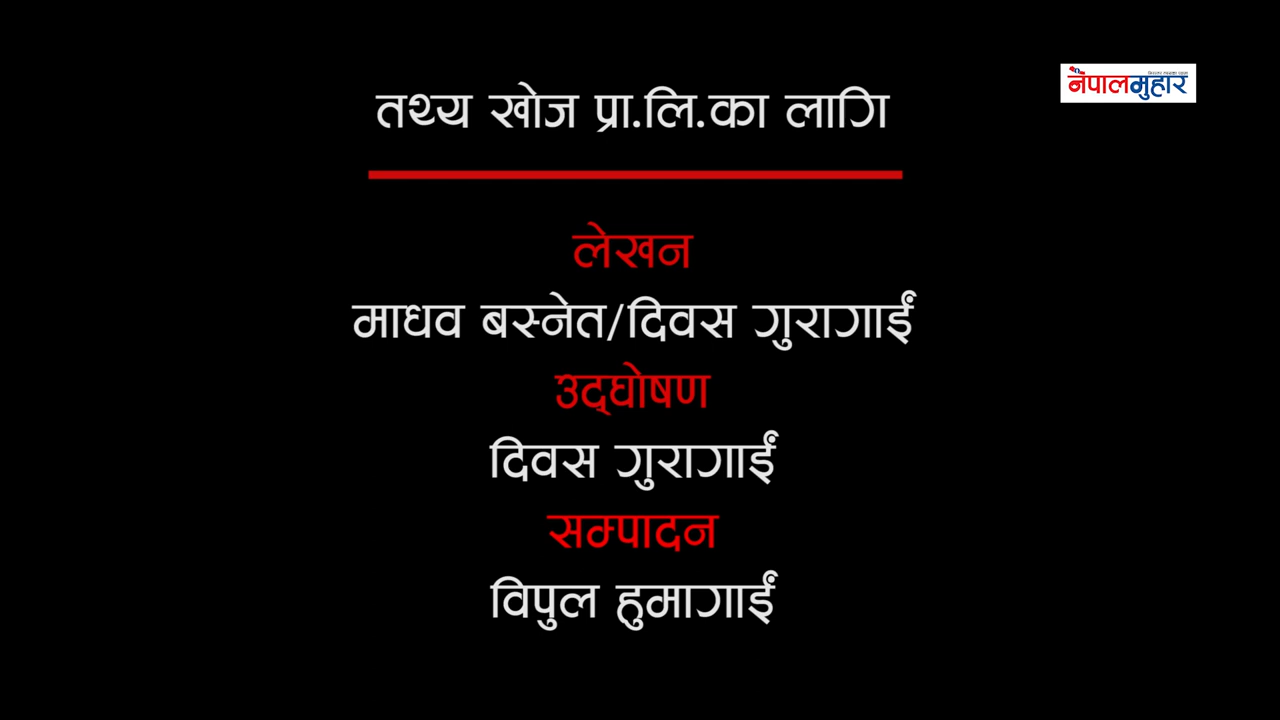 नेपालमुहार
तथ्य खोज प्रा.लि.का लागि
लेखन
माधव बस्नेत/दिवस गुरागाईं
उद्घोषण
दिवस गुरागाईं
सम्पादन
विपुल हुमागाईं